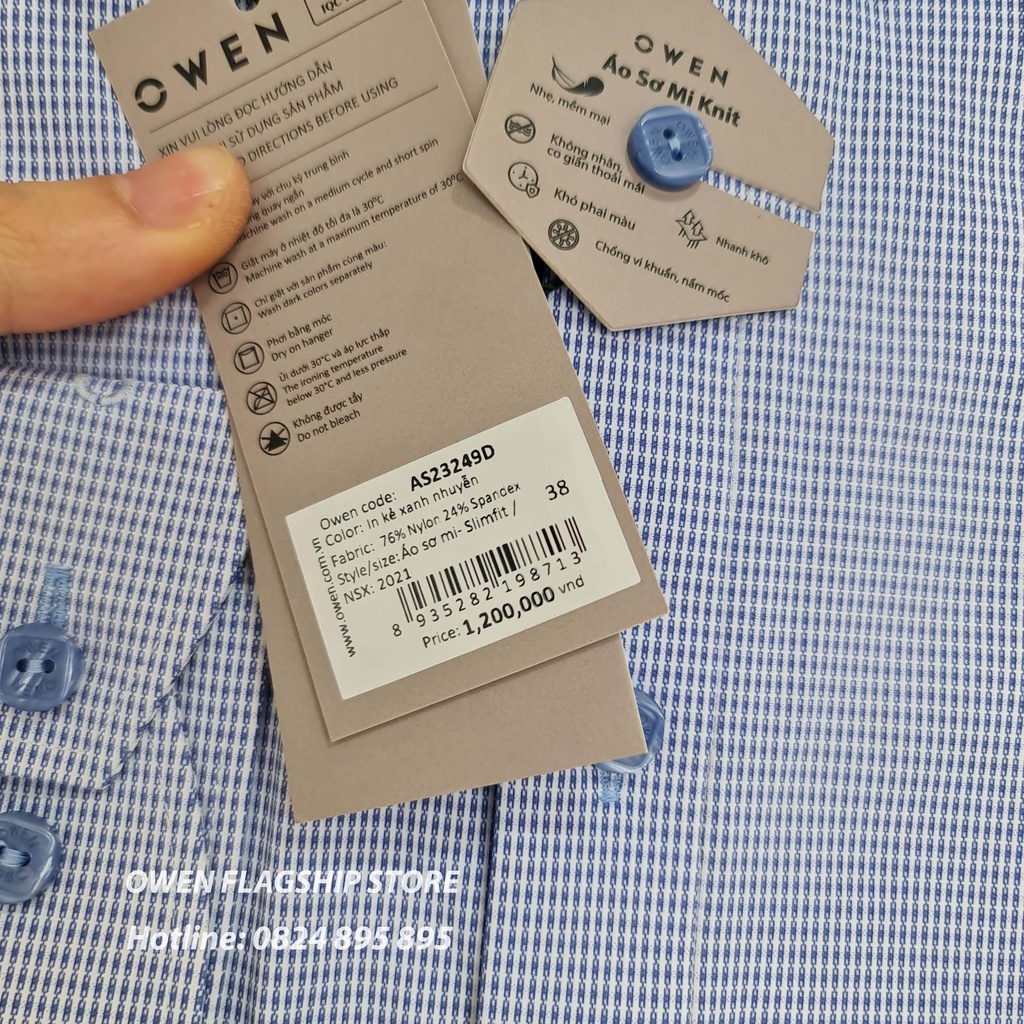 IQC
OWEN
XIN VUI LÒNG ĐỌC HƯỚNG DẪN
SỬ DỤNG SẢN PHẨM
DIRECTIONS BEFORE USING
với chu kỳ trung bình
quay ngắn
Machine wash on a medium cycle and short spin
Giặt máy ở nhiệt độ tối đa là 30°C
Machine wash at a maximum temperature of 30°C
Chỉ giặt với sản phẩm cùng màu:
Wash dark colors separately
Phơi bằng móc
Dry on hanger
Ủi dưới 30°C và áp lực thấp
The ironing temperature
below 30°C and less pressure
Không được tẩy
Do not bleach
Owen code: AS23249D
Color: In kẻ xanh nhuyễn
Fabric: 76% Nylon 24% Spandex
Style/size: Áo sơ mi- Slimfit / 38
NSX: 2021
8 935282 198713
Price: 1,200,000 vnd
www.owen.com.vn
OWEN
Áo Sơ Mi Knit
Nhẹ, mềm mại
Không nhăn,
co giãn thoải mái
Khó phai màu
Nhanh khô
Chống vi khuẩn, nấm mốc
OWEN FLAGSHIP STORE
Hotline: 0824 895 895